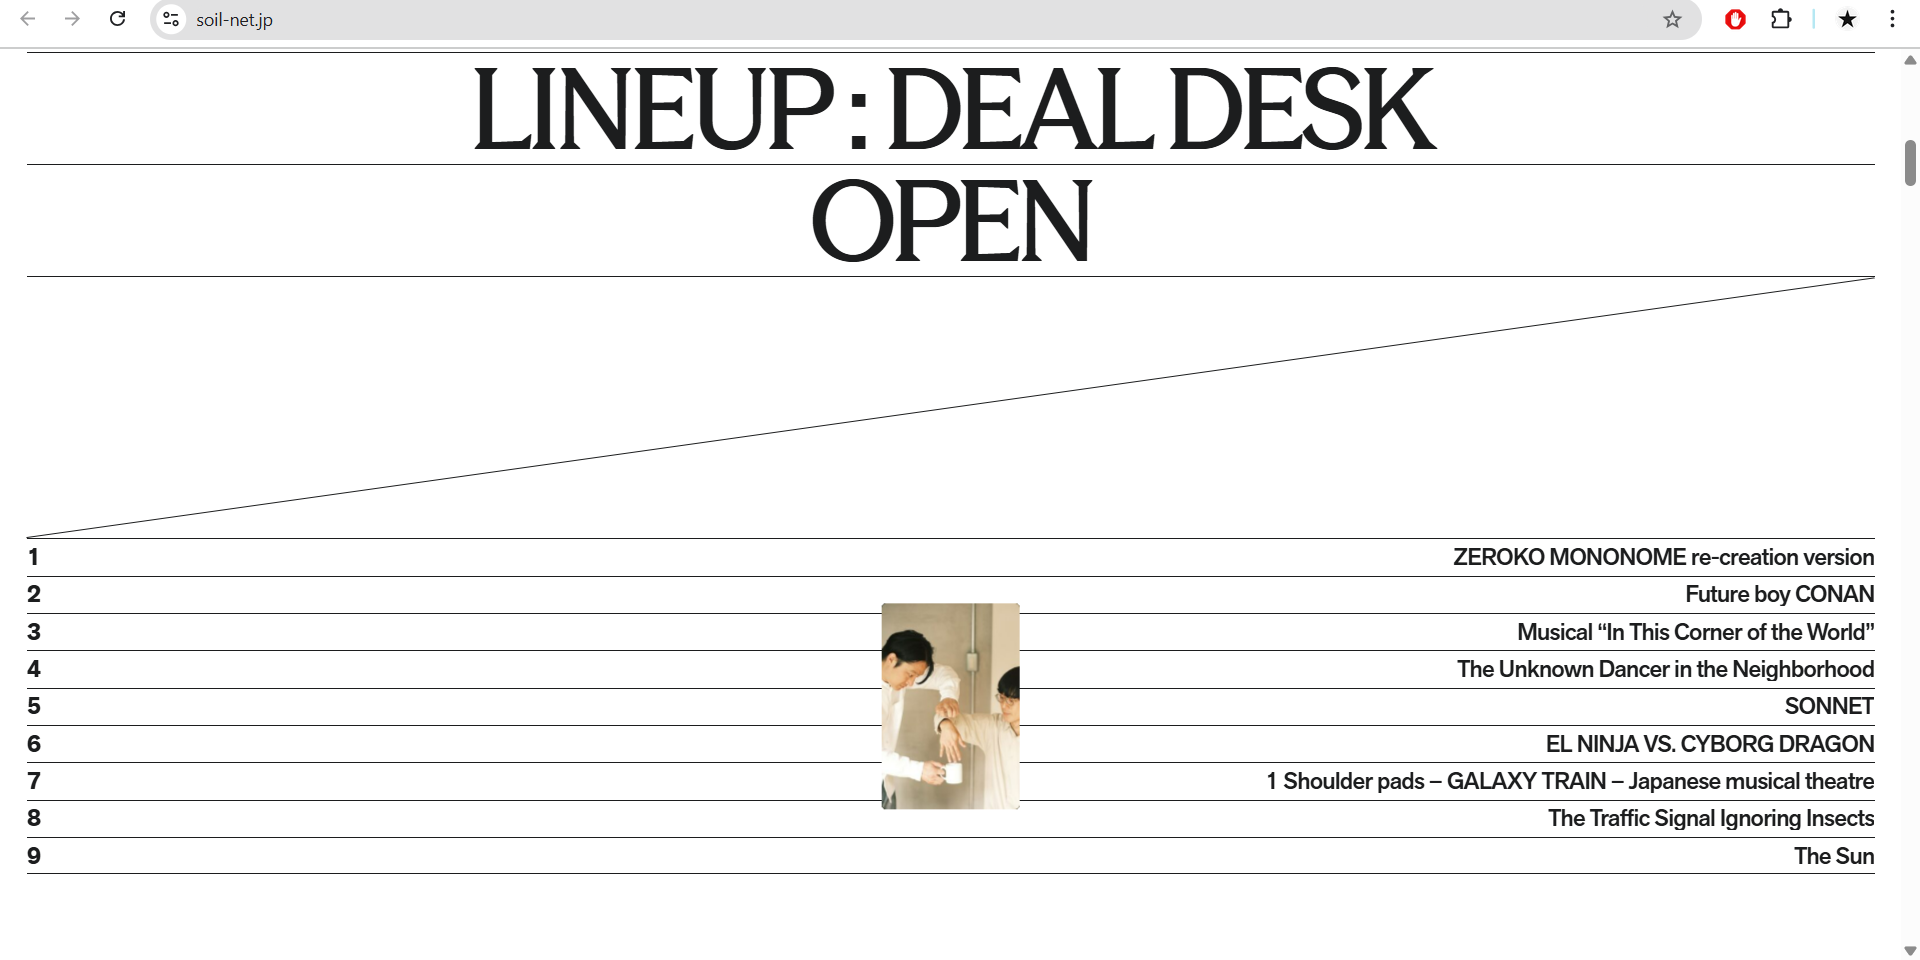 soil-net.jp
LINEUP : DEAL DESK
OPEN
1 ZEROKO MONONOME re-creation version
2 Future boy CONAN
3 Musical “In This Corner of the World”
4 The Unknown Dancer in the Neighborhood
5 SONNET
6 EL NINJA VS. CYBORG DRAGON
7 1 Shoulder pads – GALAXY TRAIN – Japanese musical theatre
8 The Traffic Signal Ignoring Insects
9 The Sun